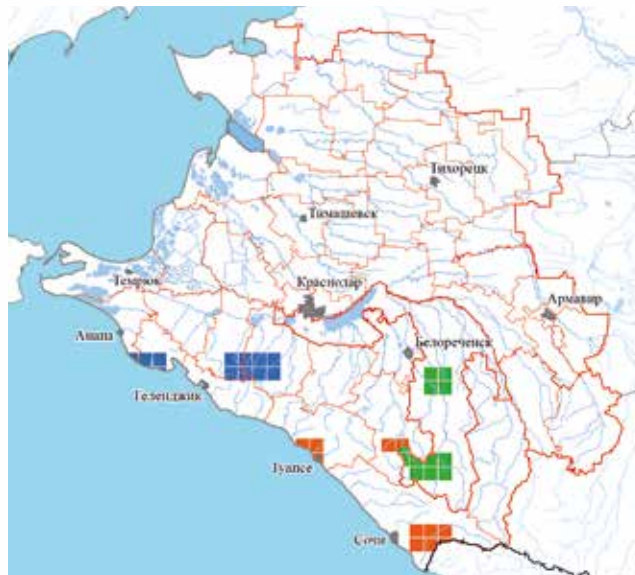 Тихорецк
Тимашевск
Темрюк
Краснодар
Армавир
Анапа
Белореченск
Геленджик
Туапсе
Сочи